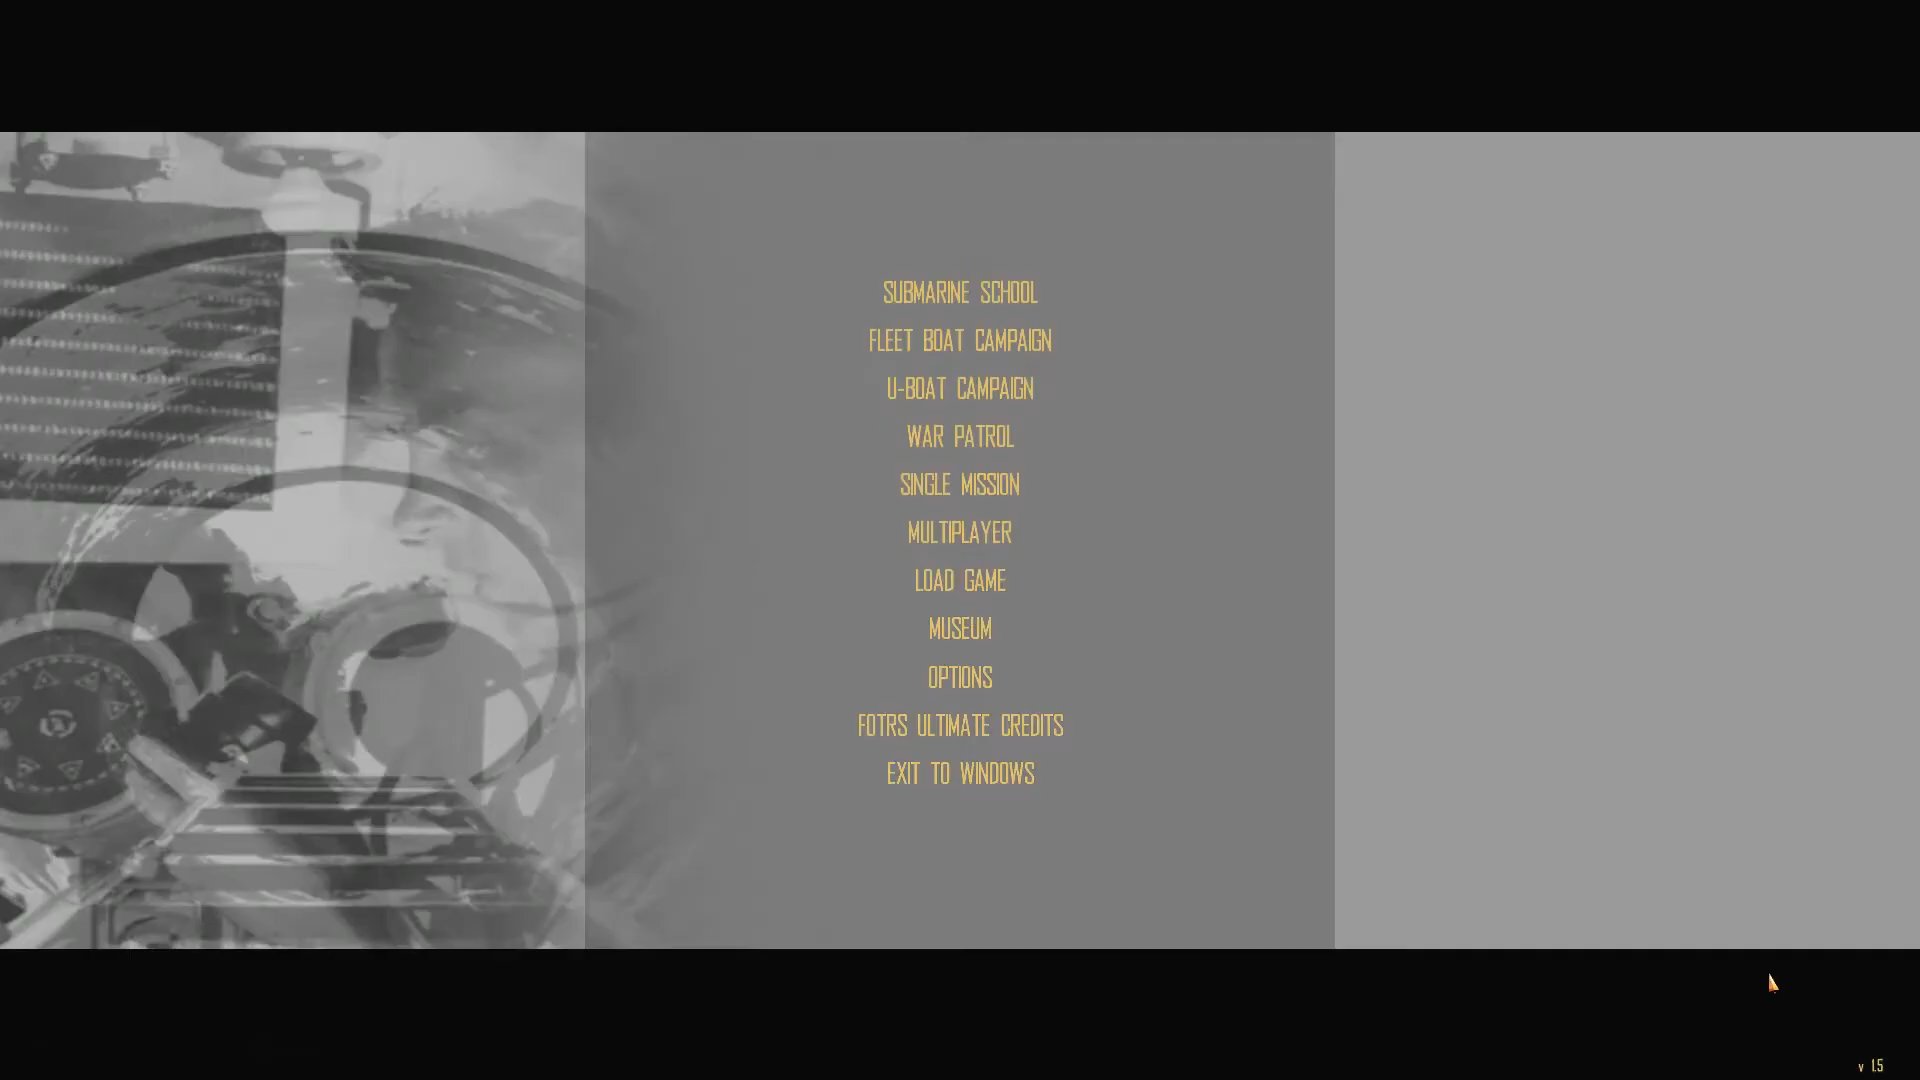 SUBMARINE SCHOOL
FLEET BOAT CAMPAIGN
U-BOAT CAMPAIGN
WAR PATROL
SINGLE MISSION
MULTIPLAYER
LOAD GAME
MUSEUM
OPTIONS
FOTRS ULTIMATE CREDITS
EXIT TO WINDOWS
v 1.5